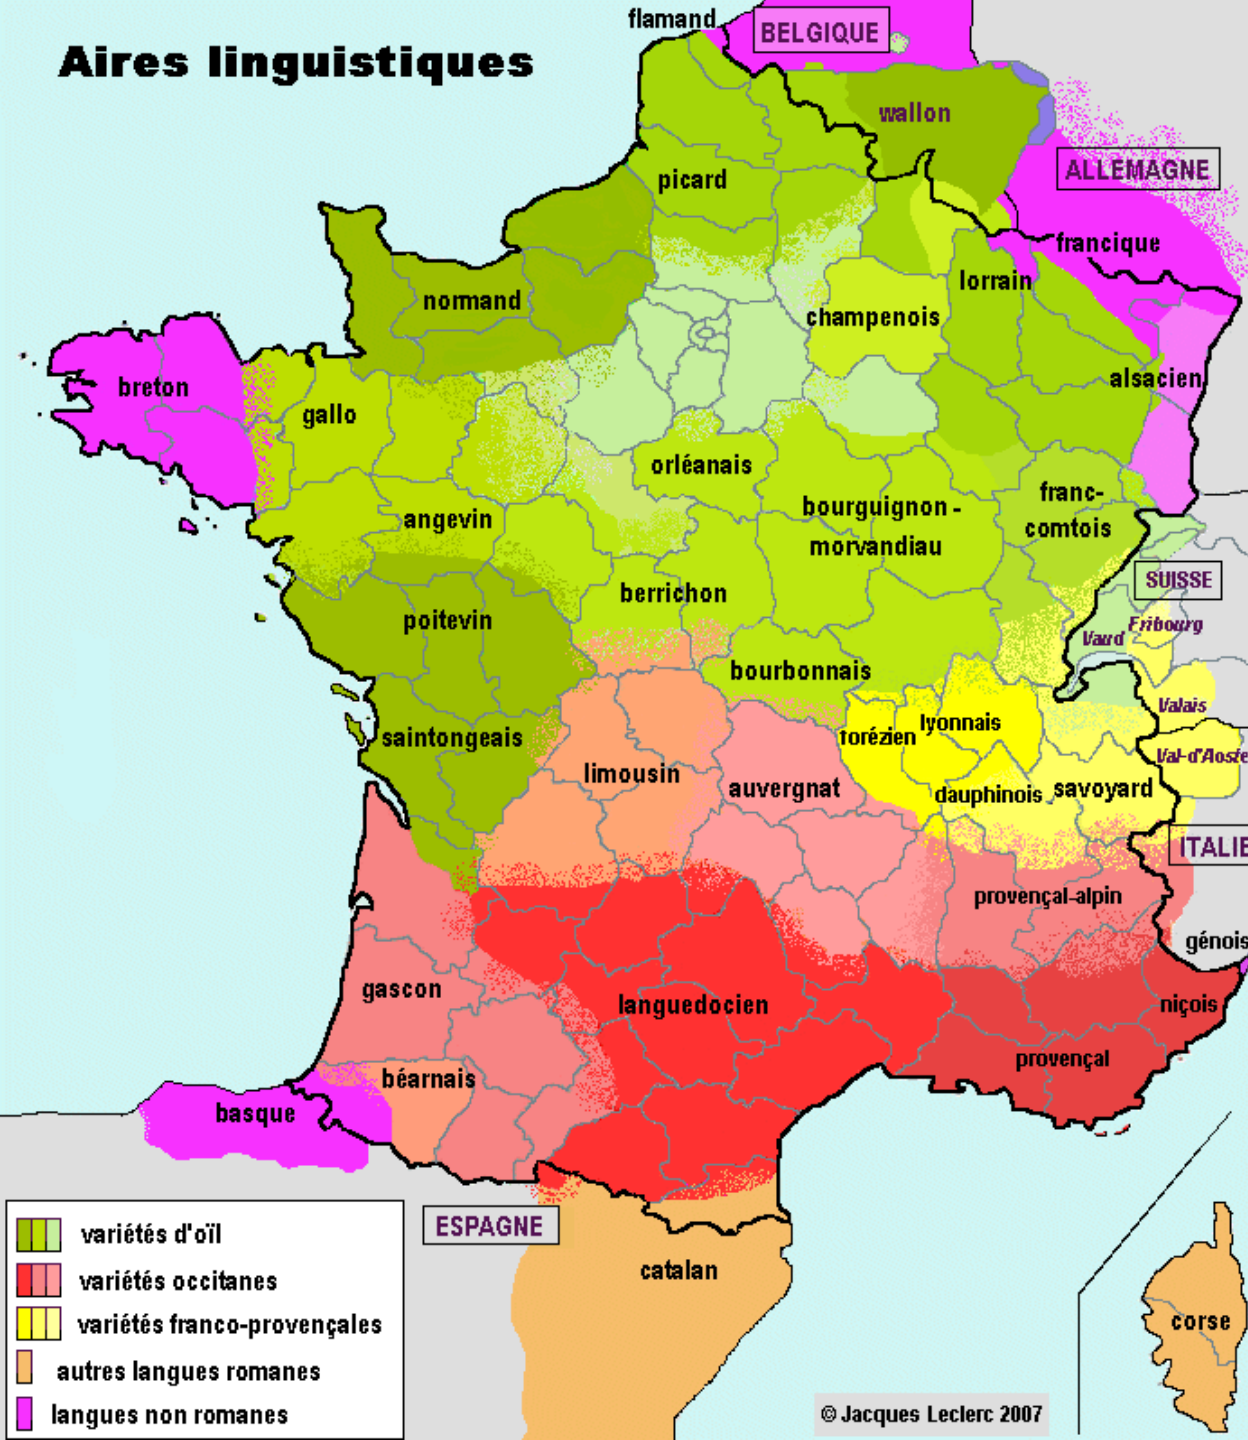 flamand
BELGIQUE
Aires linguistiques
wallon
ALLEMAGNE
picard
francique
lorrain
normand
champenois
breton
alsacien
gallo
orléanais
franc-
comtois
angevin
bourguignon -
morvandiau
SUISSE
berrichon
poitevin
Fribourg
Vaud
bourbonnais
Valais
lyonnais
forézien
saintongeais
Val-d'Aoste
limousin
auvergnat
dauphinois
savoyard
ITALIE
provençal-alpin
génois
gascon
languedocien
niçois
provençal
béarnais
basque
ESPAGNE
variétés d'oïl
catalan
variétés occitanes
variétés franco-provençales
corse
autres langues romanes
langues non romanes
© Jacques Leclerc 2007